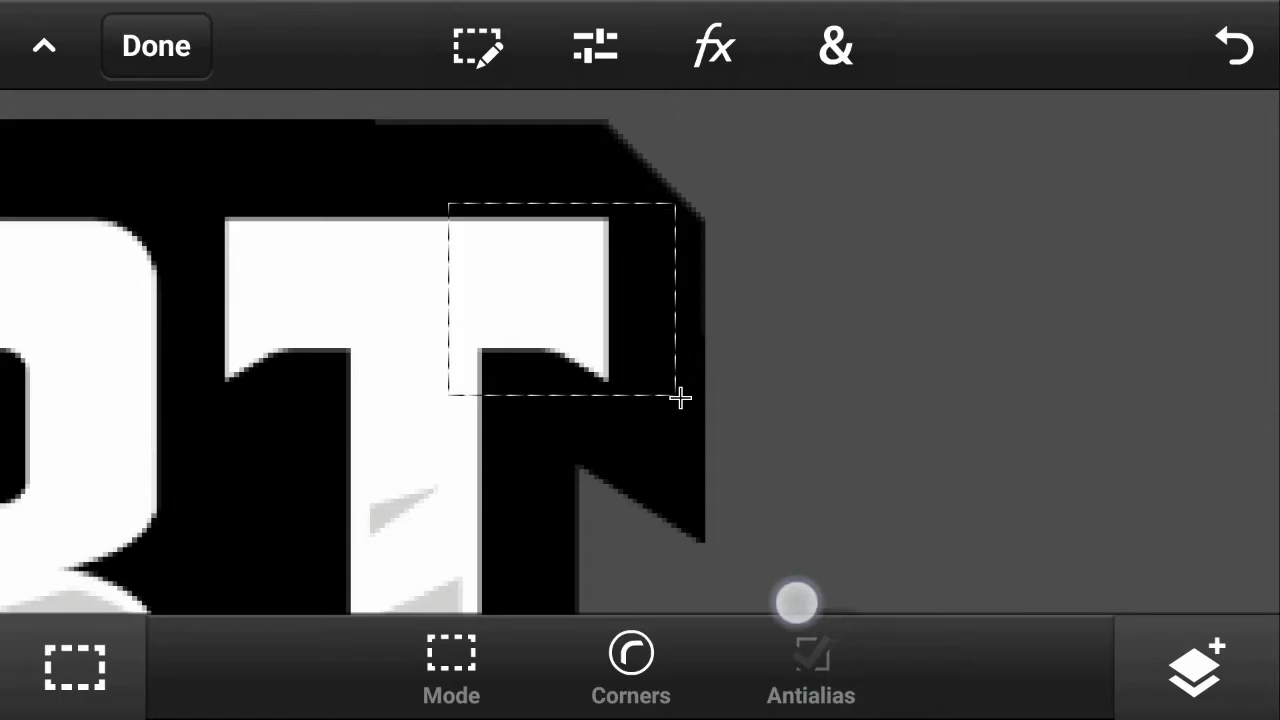 Done
fx
&
RT
Mode
Corners
Antialias